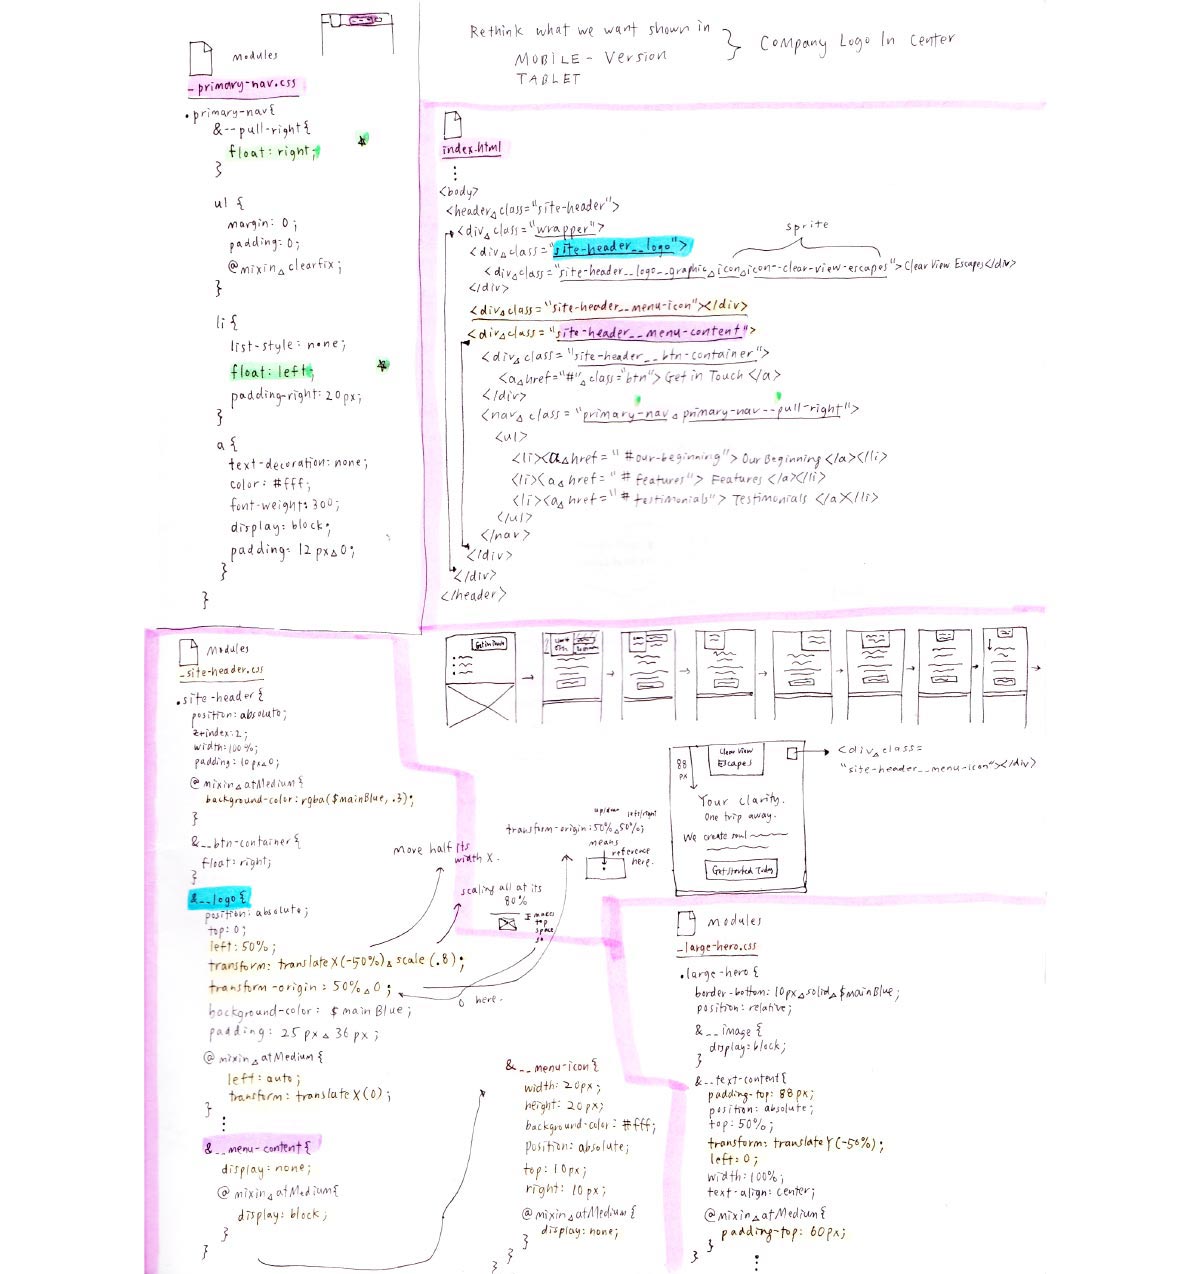 Rethink what we want shown in
MOBILE - Version
TABLET
} Company Logo In Center
Modules
_primary-nav.css
.primary-nav{
&--pull-right{
float: right;
}
ul {
margin: 0;
padding: 0;
@mixin△clearfix;
}
li {
list-style: none;
float: left;
padding-right: 20px;
}
a {
text-decoration: none;
color: #fff;
font-weight: 300;
display: block;
padding: 12px△0;
}
}
index.html
<body>
<header△class="site-header">
<div△class="wrapper">
sprite
<div△class="site-header__logo">
<div△class="site-header__logo__graphic△icon△icon--clear-view-escapes">Clear View Escapes</div>
</div>
<div△class="site-header__menu-icon"></div>
<div△class="site-header__menu-content">
<div△class="site-header__btn-container">
<a△href="#"△class="btn">Get in Touch </a>
</div>
<nav△class="primary-nav△primary-nav--pull-right">
<ul>
<li><a△href="#our-beginning">Our Beginning </a></li>
<li><a△href="#features"> Features </a></li>
<li><a△href="#testimonials"> Testimonials </a></li>
</ul>
</nav>
</div>
</div>
</header>
Modules
_site-header.css
.site-header{
position: absolute;
z-index: 2;
width: 100%;
padding: 10px△0;
@mixin△atMedium{
background-color: rgba($mainBlue, .3);
}
&__btn-container{
float: right;
}
&__logo{
position: absolute;
top: 0;
left: 50%;
transform: translateX(-50%)△scale(.8);
transform-origin: 50%△0;
background-color: $mainBlue;
padding: 25px△36px;
@mixin△atMedium{
left: auto;
transform: translateX(0);
}
&__menu-content{
display: none;
@mixin△atMedium{
display: block;
}
}
Move half its
width X.
scaling all at its
80%
I makes
top
space
so
0 here.
up/down left/right
transform-origin: 50%△50%;
means
reference
here.
&__menu-icon{
width: 20px;
height: 20px;
background-color: #fff;
position: absolute;
top: 10px;
right: 10px;
@mixin△atMedium{
display: none;
}
}
}
Get in Touch
88
px
Clear View
Escapes
<div△class=
"site-header__menu-icon"></div>
Your clarity.
One trip away.
We create soul
Get Started Today
Modules
_large-hero.css
.large-hero{
border-bottom: 10px△solid△$mainBlue;
position: relative;
&__image {
display: block;
}
&__text-content{
padding-top: 88px;
position: absolute;
top: 50%;
transform: translateY(-50%);
left: 0;
width: 100%;
text-align: center;
@mixin△atMedium{
padding-top: 60px;
}
}